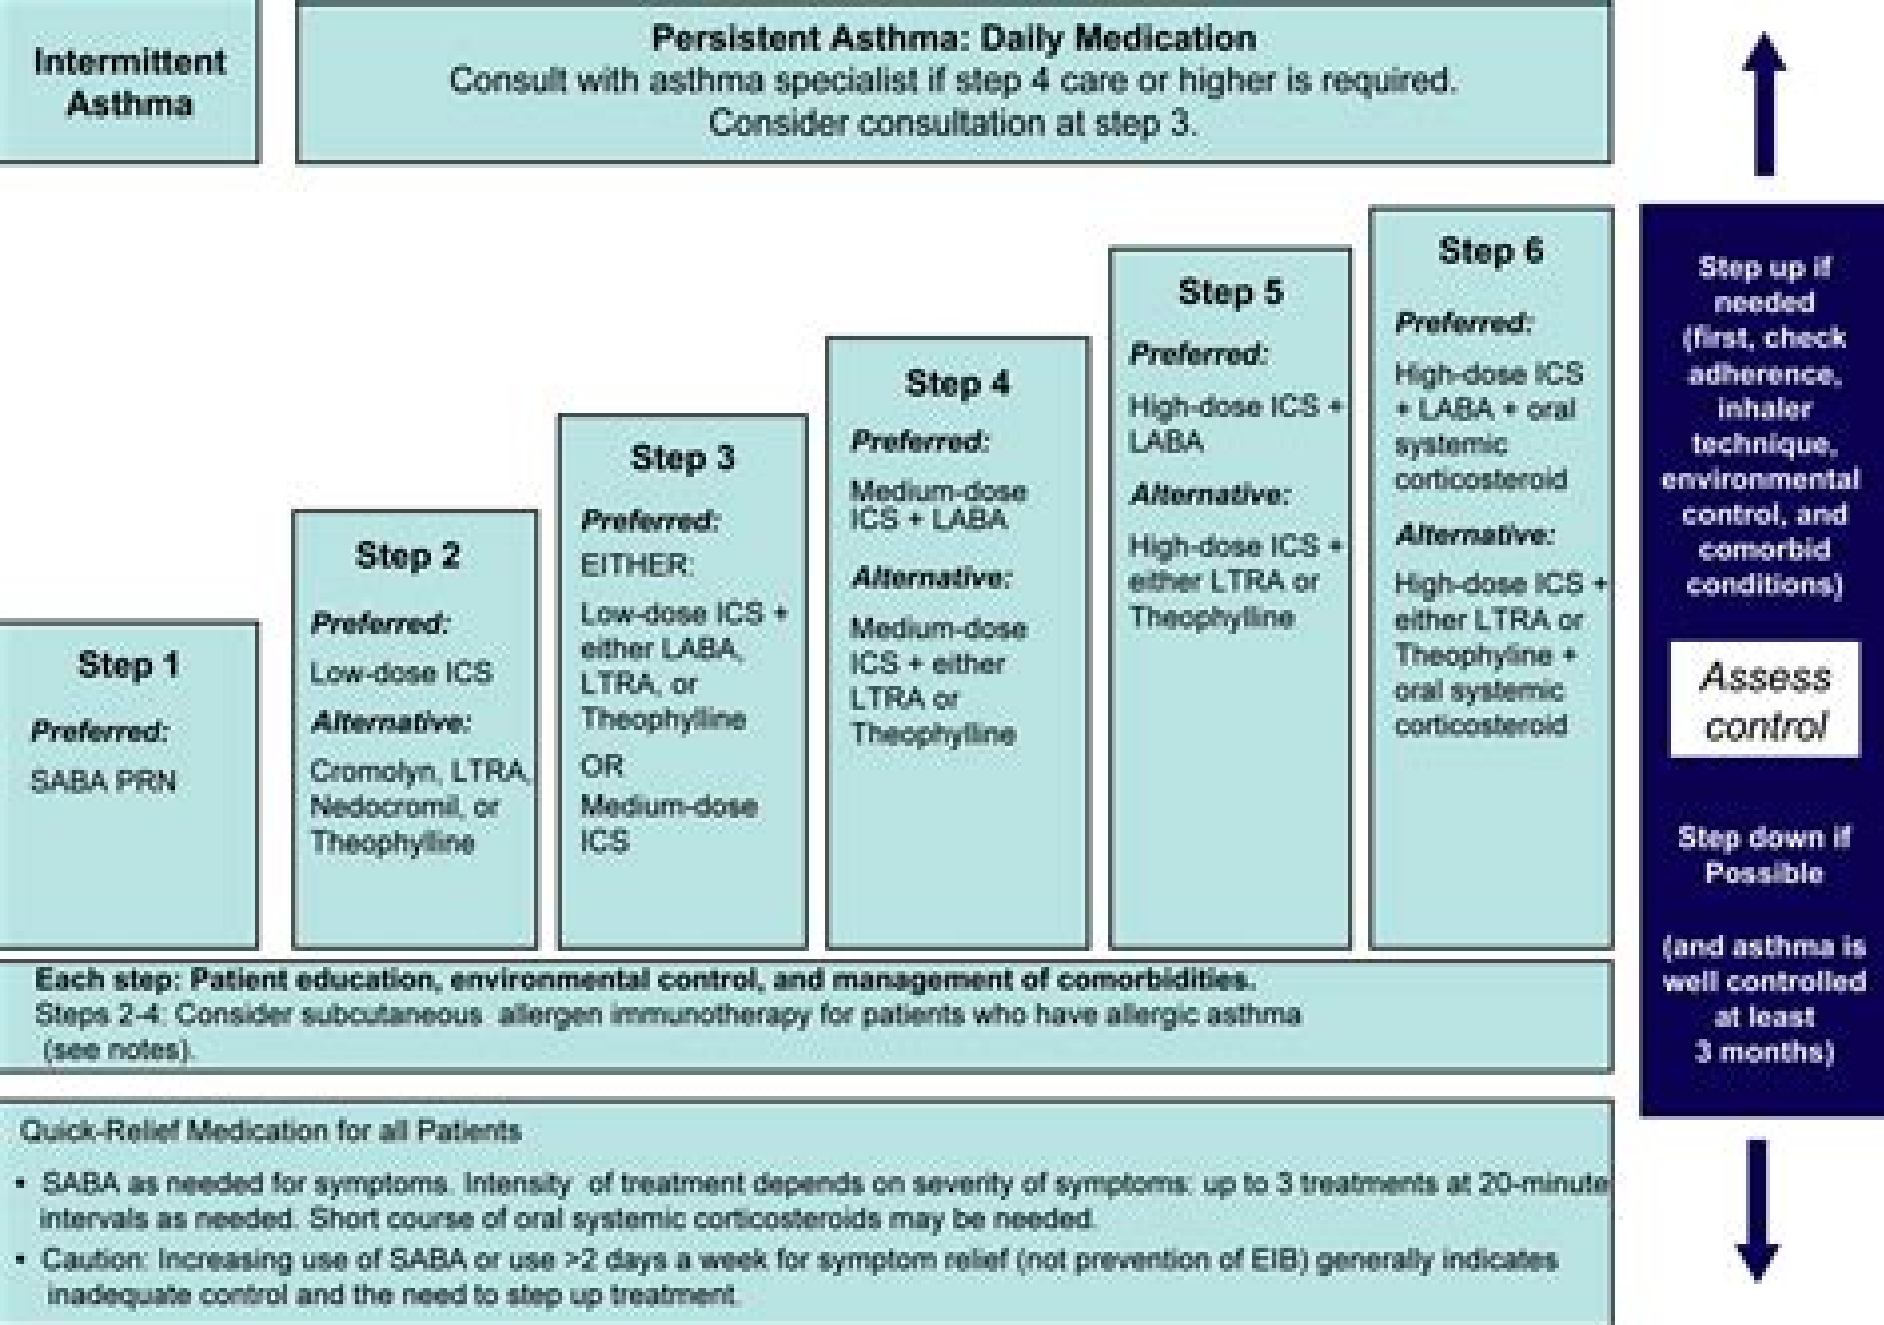 Intermittent
Asthma
Persistent Asthma: Daily Medication
Consult with asthma specialist if step 4 care or higher is required.
Consider consultation at step 3.
Step 1
Preferred:
SABA PRN
Step 2
Preferred:
Low-dose ICS
Alternative:
Cromolyn, LTRA,
Nedocromil, or
Theophylline
Step 3
Preferred:
EITHER:
Low-dose ICS +
either LABA,
LTRA, or
Theophylline
OR
Medium-dose
ICS
Step 4
Preferred:
Medium-dose
ICS + LABA
Alternative:
Medium-dose
ICS + either
LTRA or
Theophylline
Step 5
Preferred:
High-dose ICS +
LABA
Alternative:
High-dose ICS +
either LTRA or
Theophylline
Step 6
Preferred:
High-dose ICS
+ LABA + oral
systemic
corticosteroid
Alternative:
High-dose ICS +
either LTRA or
Theophyline +
oral systemic
corticosteroid
Step up if
needed
(first, check
adherence,
inhaler
technique,
environmental
control, and
comorbid
conditions)
Assess
control
Step down if
Possible
(and asthma is
well controlled
at least
3 months)
Each step: Patient education, environmental control, and management of comorbidities.
Steps 2-4: Consider subcutaneous allergen immunotherapy for patients who have allergic asthma
(see notes).
Quick-Relief Medication for all Patients
• SABA as needed for symptoms. Intensity of treatment depends on severity of symptoms: up to 3 treatments at 20-minute
intervals as needed. Short course of oral systemic corticosteroids may be needed.
• Caution: Increasing use of SABA or use >2 days a week for symptom relief (not prevention of EIB) generally indicates
inadequate control and the need to step up treatment.